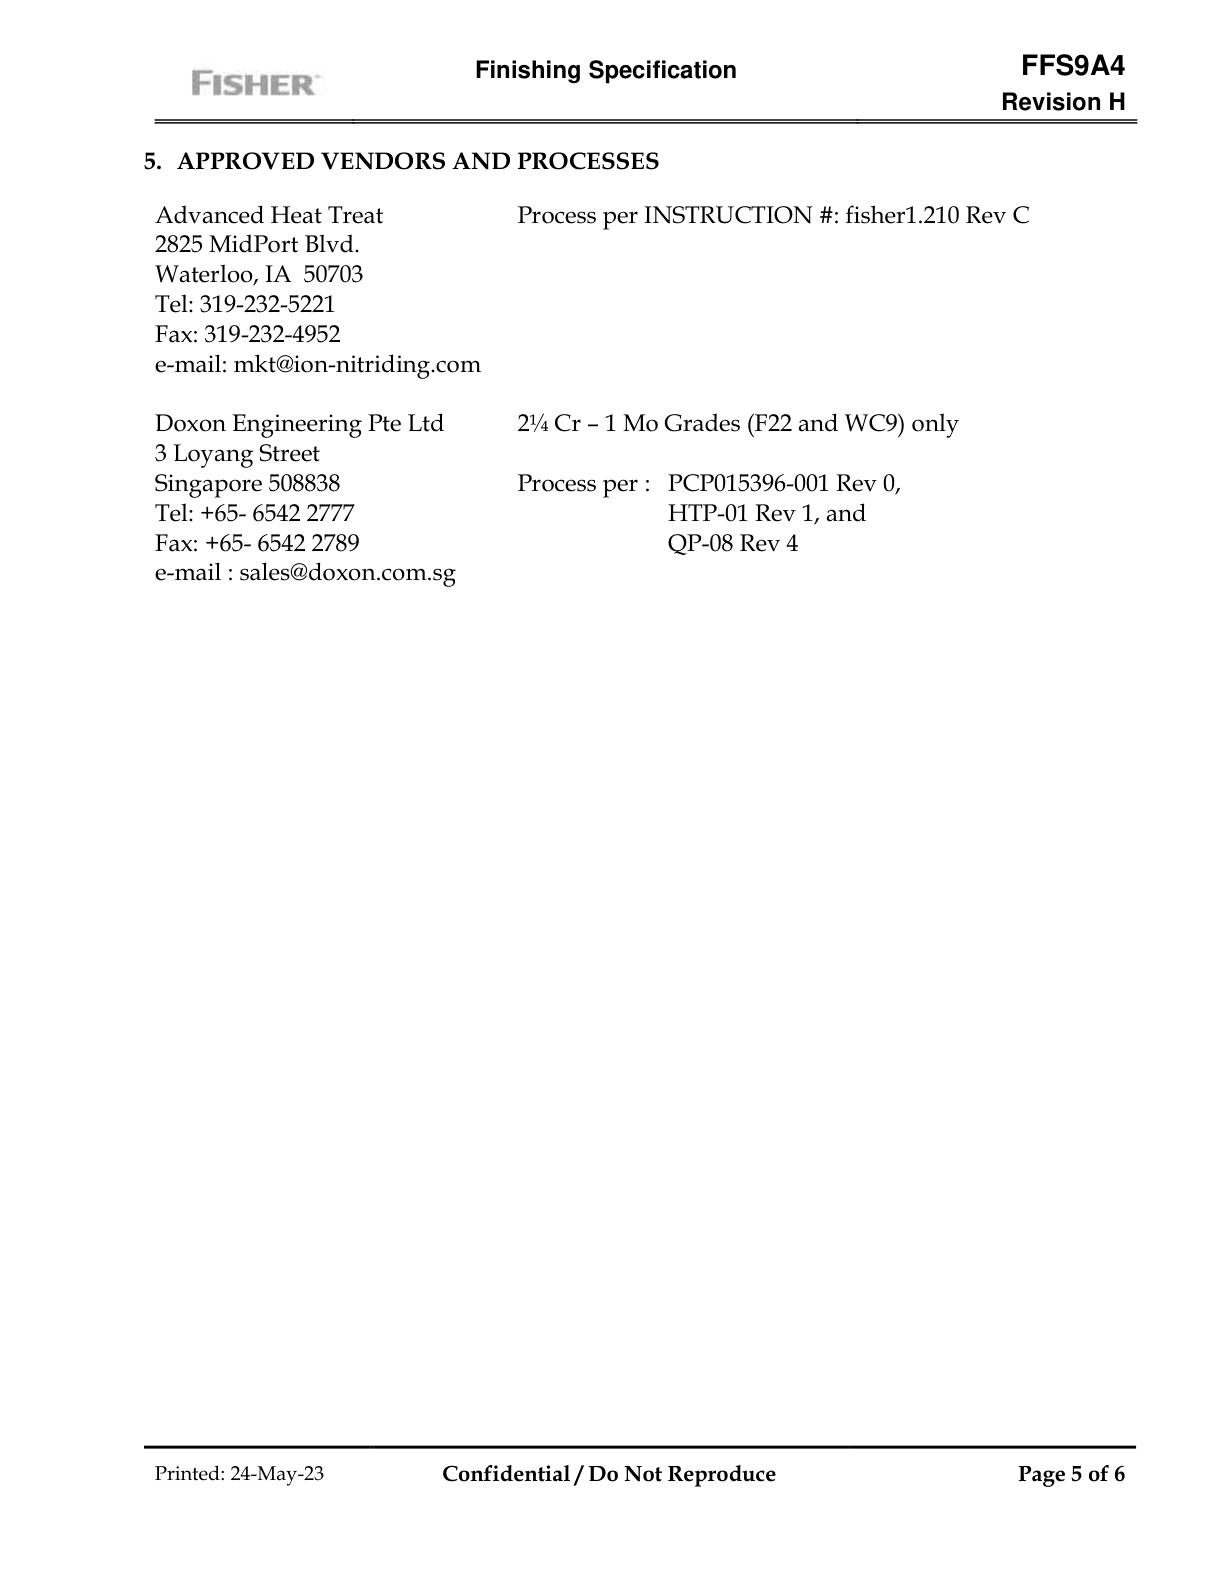 FISHER™
Finishing Specification
FFS9A4
Revision H
5. APPROVED VENDORS AND PROCESSES
Advanced Heat Treat
Process per INSTRUCTION #: fisher1.210 Rev C
2825 MidPort Blvd.
Waterloo, IA 50703
Tel: 319-232-5221
Fax: 319-232-4952
e-mail: mkt@ion-nitriding.com
Doxon Engineering Pte Ltd
2¼ Cr – 1 Mo Grades (F22 and WC9) only
3 Loyang Street
Singapore 508838
Process per : PCP015396-001 Rev 0,
Tel: +65- 6542 2777
HTP-01 Rev 1, and
Fax: +65- 6542 2789
QP-08 Rev 4
e-mail : sales@doxon.com.sg
Printed: 24-May-23
Confidential / Do Not Reproduce
Page 5 of 6